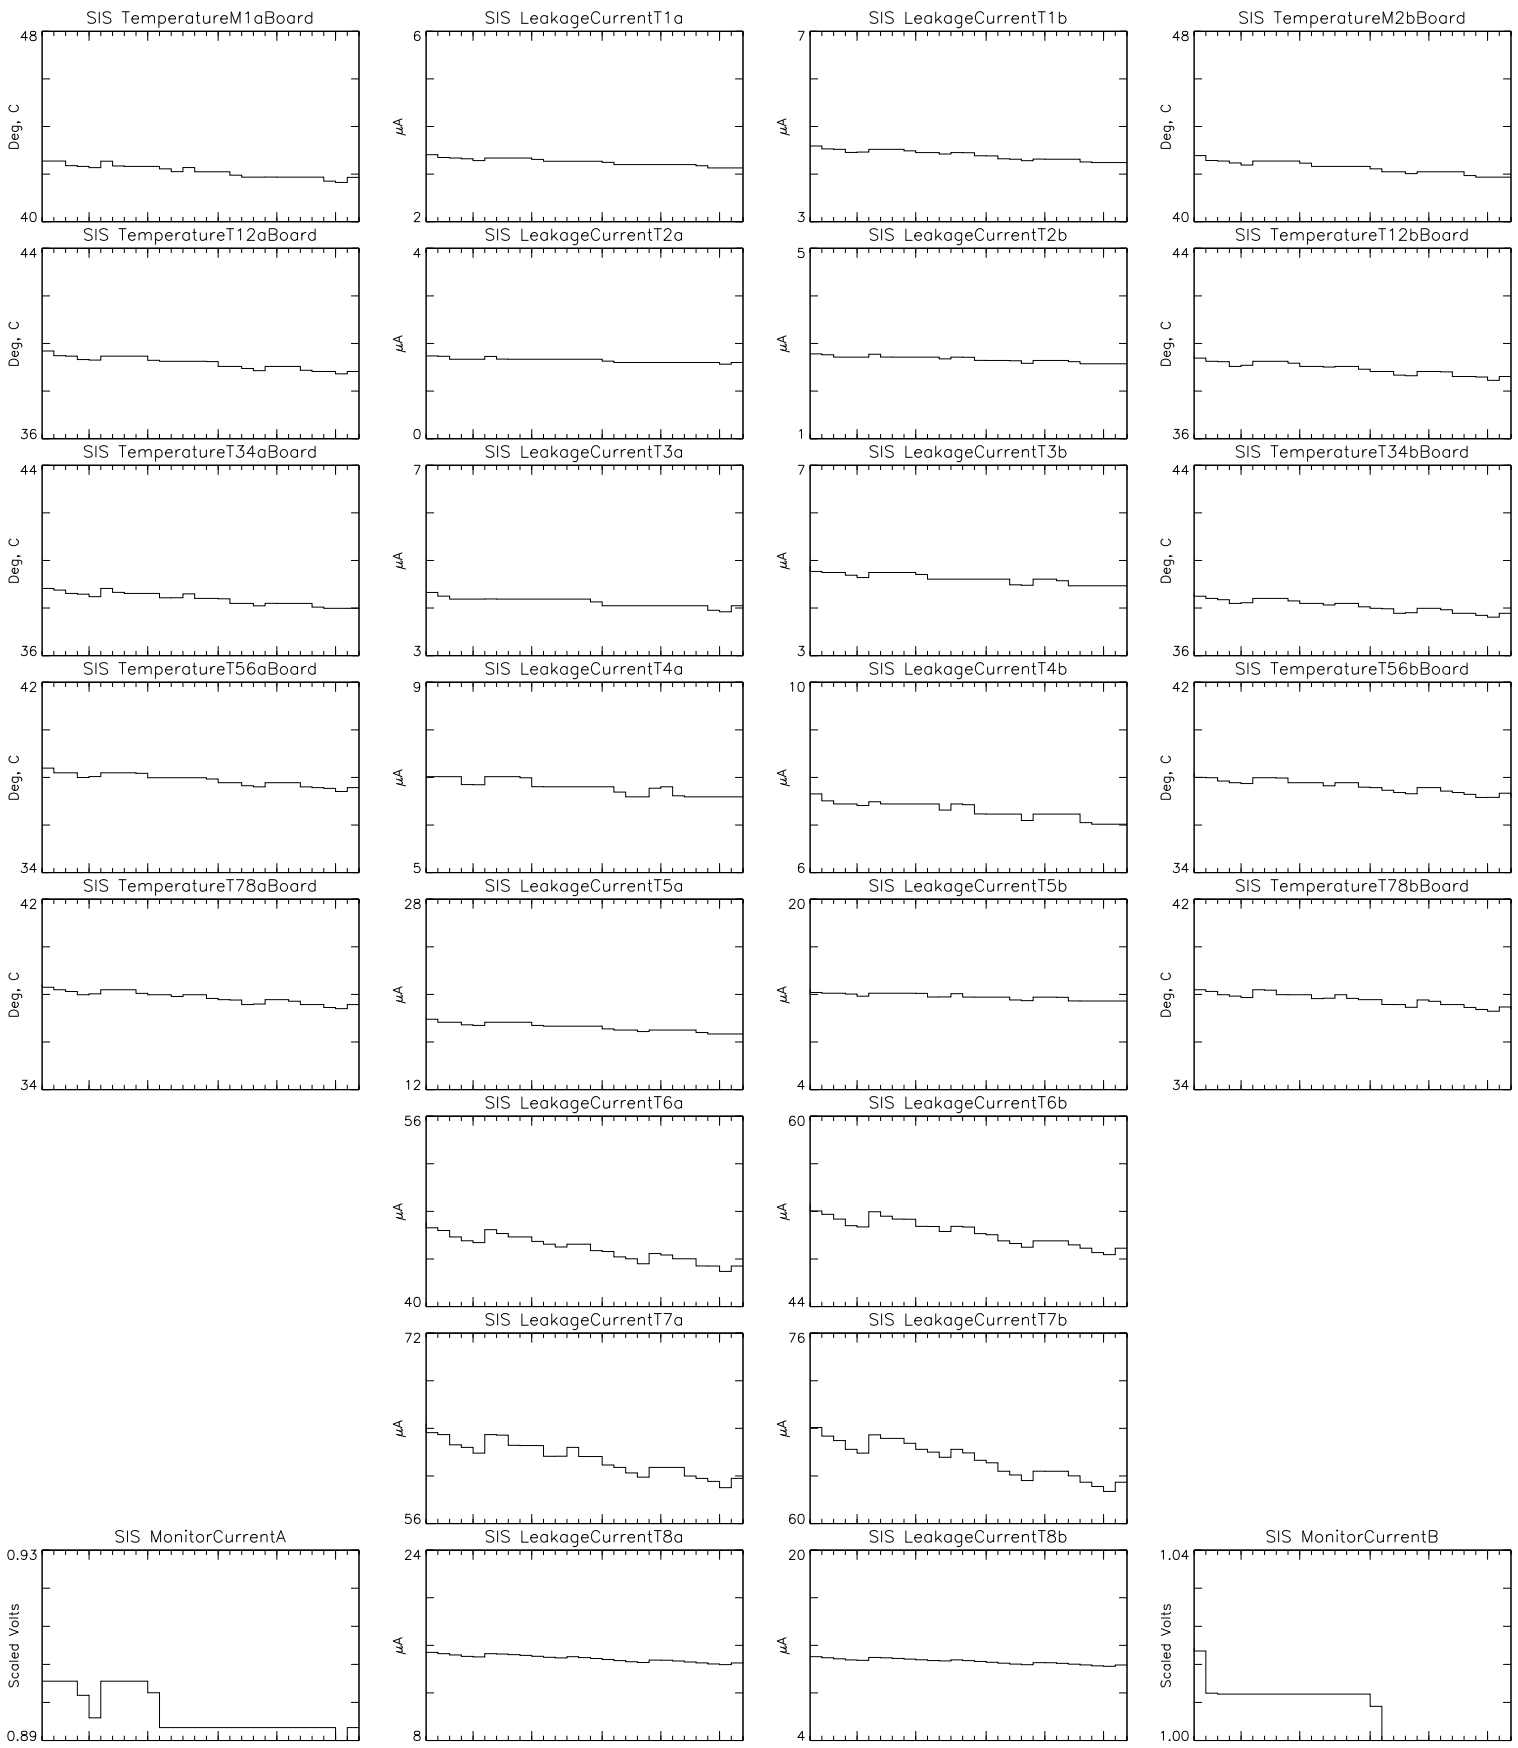 SIS TemperatureM1aBoard
48
Deg, C
40
SIS LeakageCurrentT1a
6
µA
2
SIS LeakageCurrentT1b
7
µA
3
SIS TemperatureM2bBoard
48
Deg, C
40
SIS TemperatureT12aBoard
44
Deg, C
36
SIS LeakageCurrentT2a
4
µA
0
SIS LeakageCurrentT2b
5
µA
1
SIS TemperatureT12bBoard
44
Deg, C
36
SIS TemperatureT34aBoard
44
Deg, C
36
SIS LeakageCurrentT3a
7
µA
3
SIS LeakageCurrentT3b
7
µA
3
SIS TemperatureT34bBoard
44
Deg, C
36
SIS TemperatureT56aBoard
42
Deg, C
34
SIS LeakageCurrentT4a
9
µA
5
SIS LeakageCurrentT4b
10
µA
6
SIS TemperatureT56bBoard
42
Deg, C
34
SIS TemperatureT78aBoard
42
Deg, C
34
SIS LeakageCurrentT5a
28
µA
12
SIS LeakageCurrentT5b
20
µA
4
SIS TemperatureT78bBoard
42
Deg, C
34
SIS LeakageCurrentT6a
56
µA
40
SIS LeakageCurrentT6b
60
µA
44
SIS LeakageCurrentT7a
72
µA
56
SIS LeakageCurrentT7b
76
µA
60
SIS MonitorCurrentA
0.93
Scaled Volts
0.89
SIS LeakageCurrentT8a
24
µA
8
SIS LeakageCurrentT8b
20
µA
4
SIS MonitorCurrentB
1.04
Scaled Volts
1.00